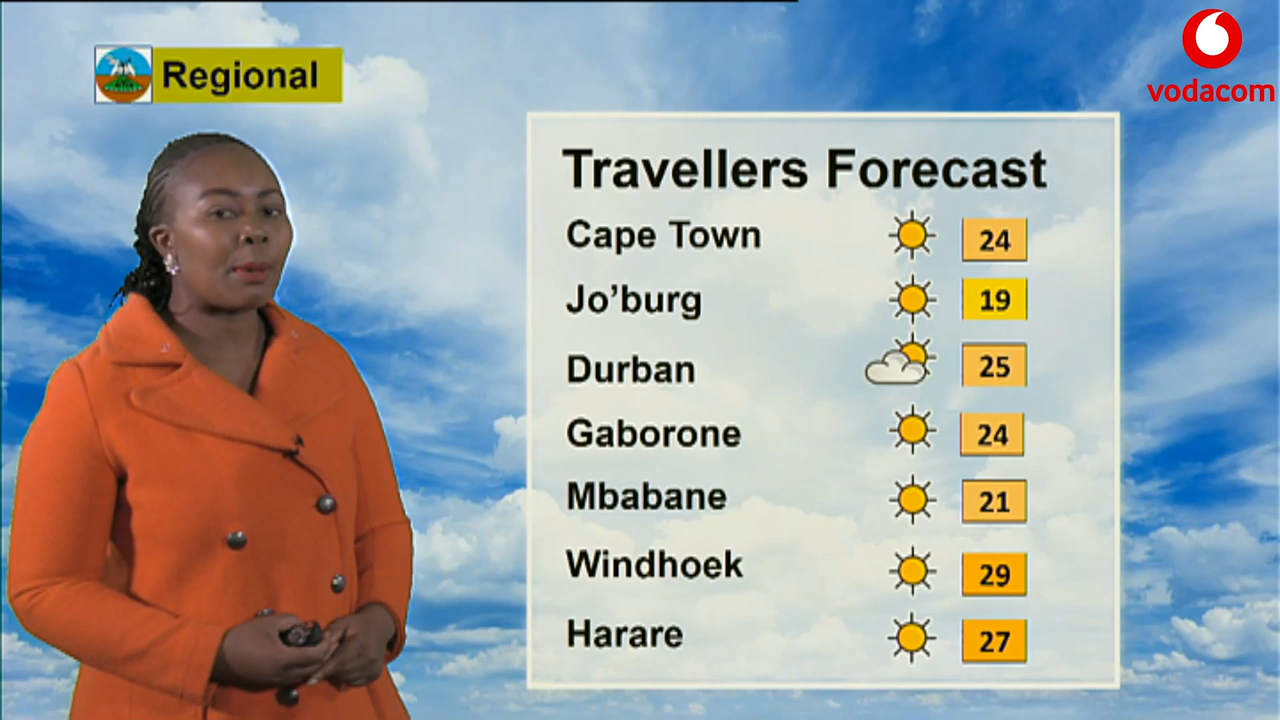 Regional
vodacom
Travellers Forecast
Cape Town 24
Jo'burg 19
Durban 25
Gaborone 24
Mbabane 21
Windhoek 29
Harare 27